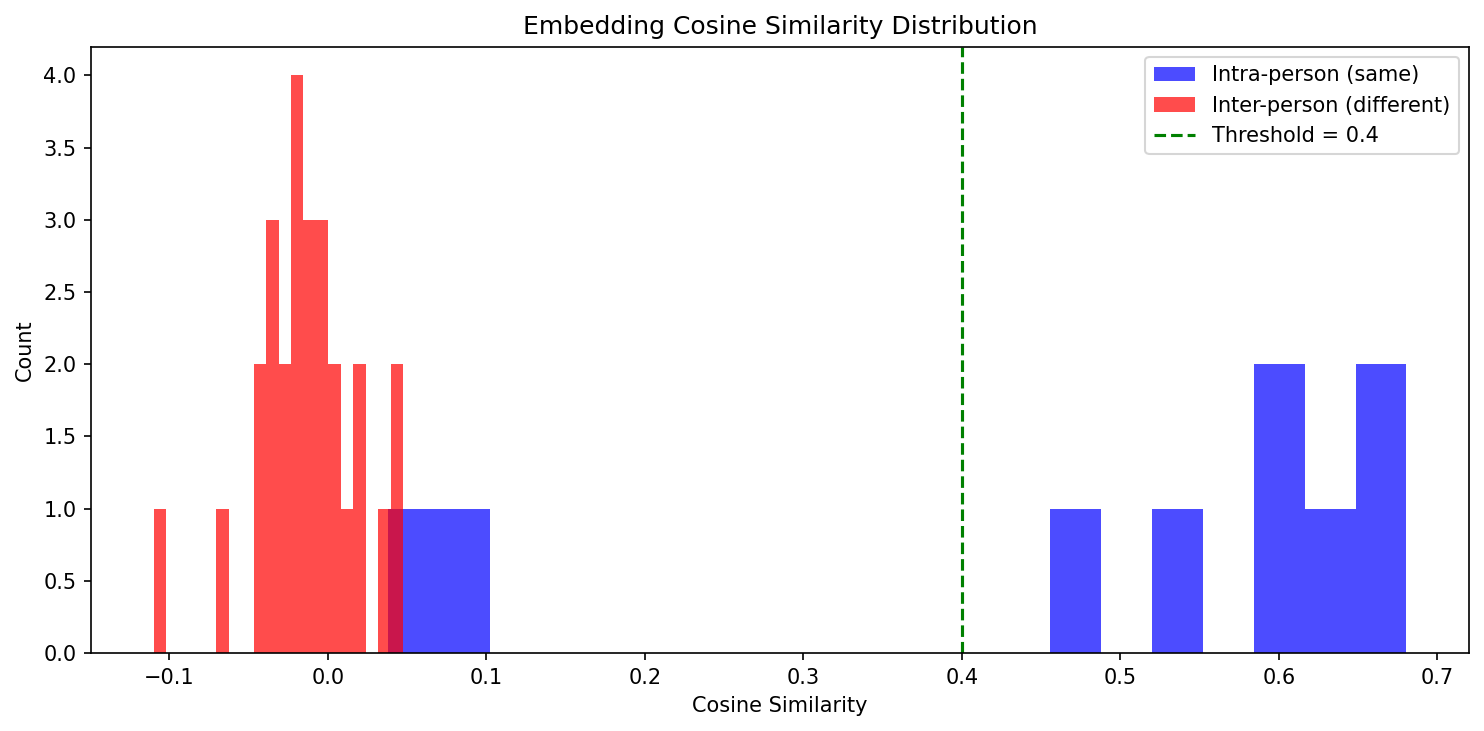 Embedding Cosine Similarity Distribution
Intra-person (same)
Inter-person (different)
Threshold = 0.4
4.0
3.5
3.0
2.5
2.0
1.5
1.0
0.5
0.0
Count
−0.1 0.0 0.1 0.2 0.3 0.4 0.5 0.6 0.7
Cosine Similarity